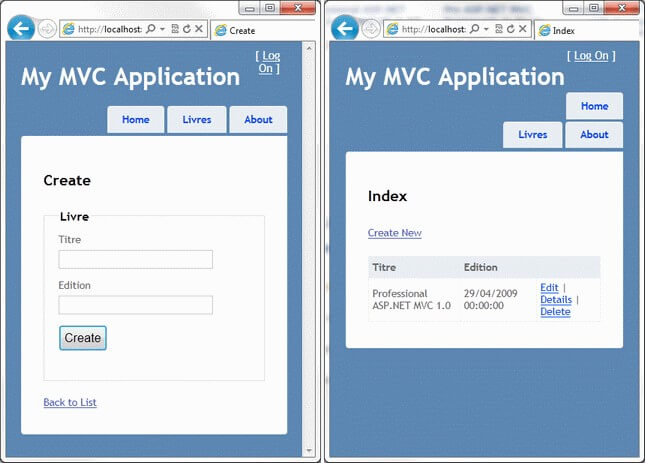 http://localhost:
Create
[ Log
On ]
My MVC Application
Home
Livres
About
Create
Livre
Titre
Edition
Create
Back to List
http://localhost:
Index
[ Log On ]
My MVC Application
Home
Livres
About
Index
Create New
Titre
Edition
Professional
ASP.NET MVC 1.0
29/04/2009
00:00:00
Edit |
Details |
Delete